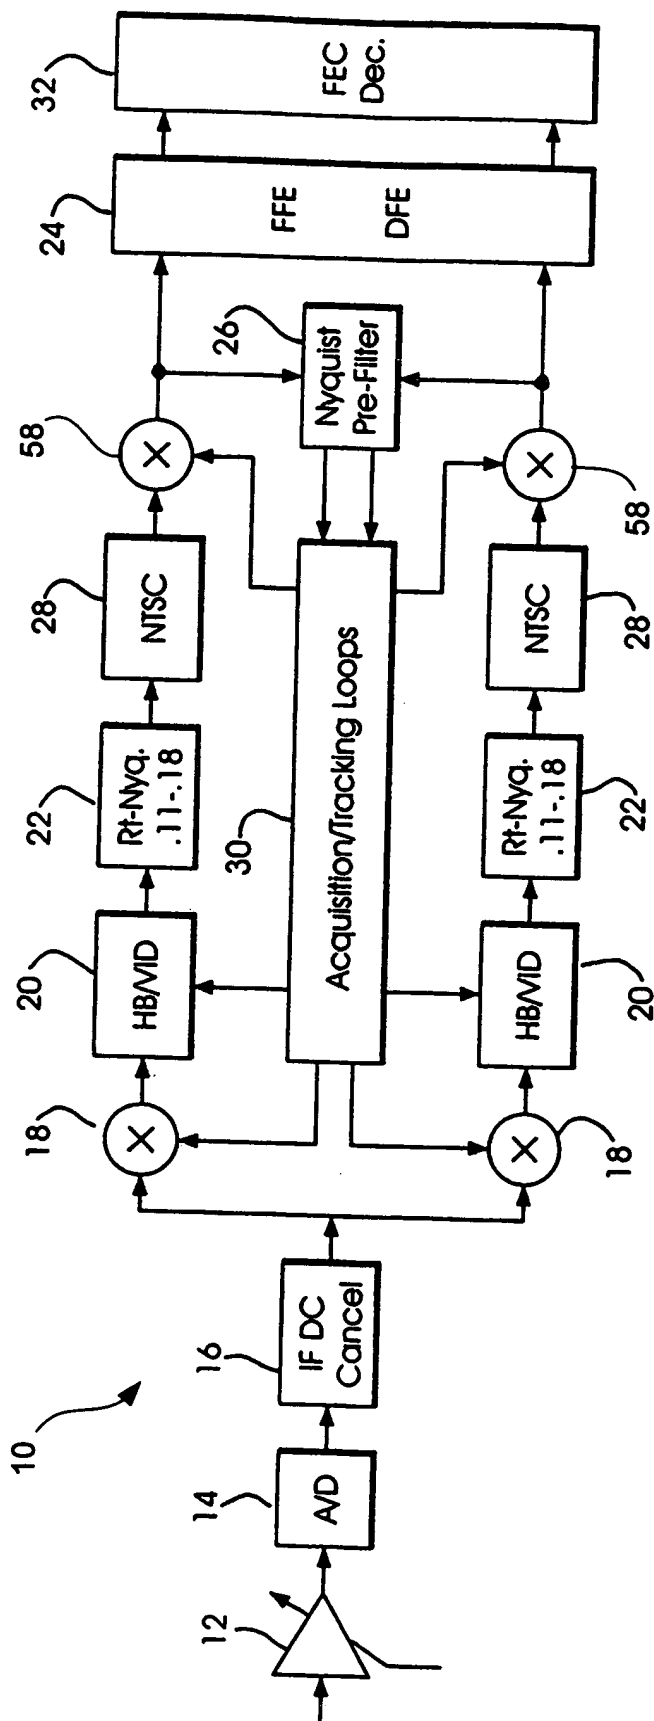 10
12
14
A/D
16
IF DC
Cancel
18
18
20
HB/VID
20
HB/VID
22
Rt-Nyq.
.11-.18
22
Rt-Nyq.
.11-.18
28
NTSC
28
NTSC
30
Acquisition/Tracking Loops
58
58
26
Nyquist
Pre-Filter
24
FFE
DFE
32
FEC
Dec.